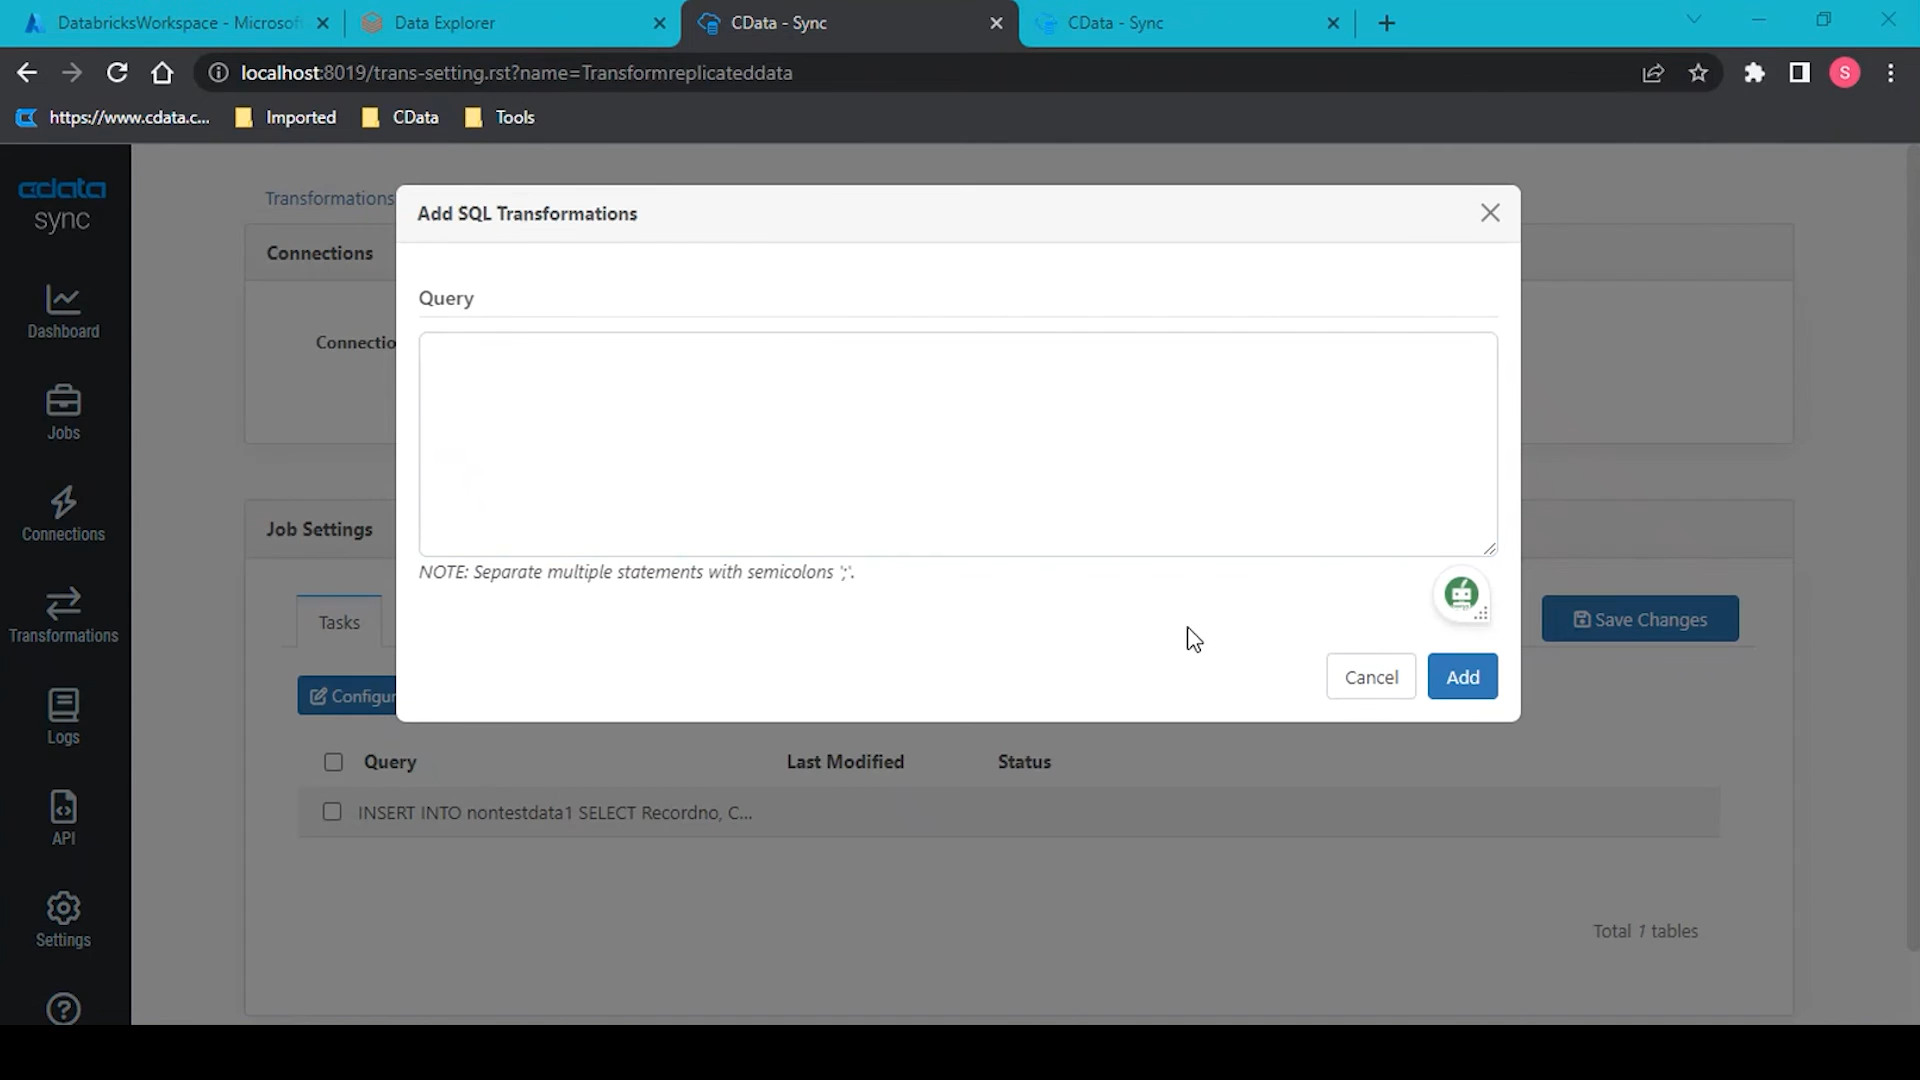 DatabricksWorkspace - Microsof
Data Explorer
CData - Sync
CData - Sync
localhost:8019/trans-setting.rst?name=Transformreplicateddata
S
https://www.cdata.c...
Imported
CData
Tools
cdata
sync
Dashboard
Jobs
Connections
Transformations
Logs
API
Settings
Transformations
Connections
Connectio
Job Settings
Tasks
Save Changes
Configur
Add SQL Transformations
Query
NOTE: Separate multiple statements with semicolons ';'.
Cancel
Add
Query
Last Modified
Status
INSERT INTO nontestdata1 SELECT Recordno, C...
Total 1 tables